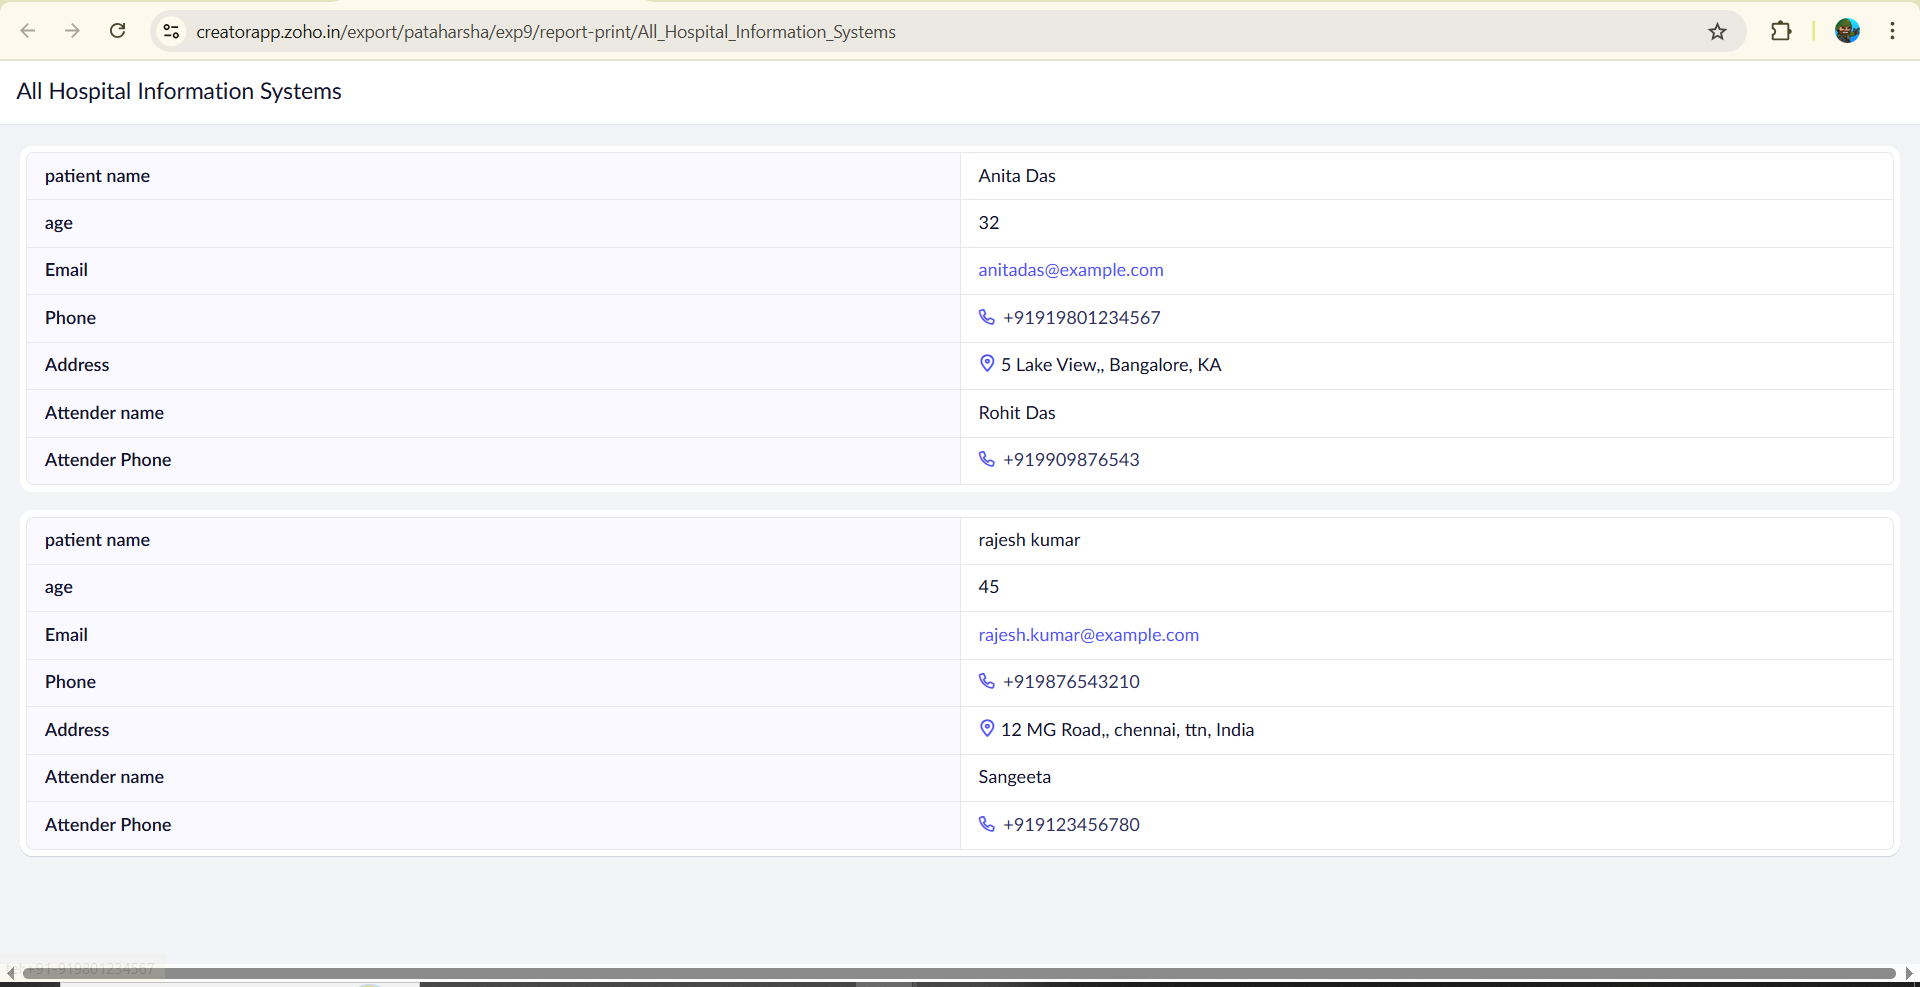 creatorapp.zoho.in/export/pataharsha/exp9/report-print/All_Hospital_Information_Systems
All Hospital Information Systems
patient name Anita Das
age 32
Email anitadas@example.com
Phone +91919801234567
Address 5 Lake View,, Bangalore, KA
Attender name Rohit Das
Attender Phone +919909876543
patient name rajesh kumar
age 45
Email rajesh.kumar@example.com
Phone +919876543210
Address 12 MG Road,, chennai, ttn, India
Attender name Sangeeta
Attender Phone +919123456780
tel:+91-919801234567